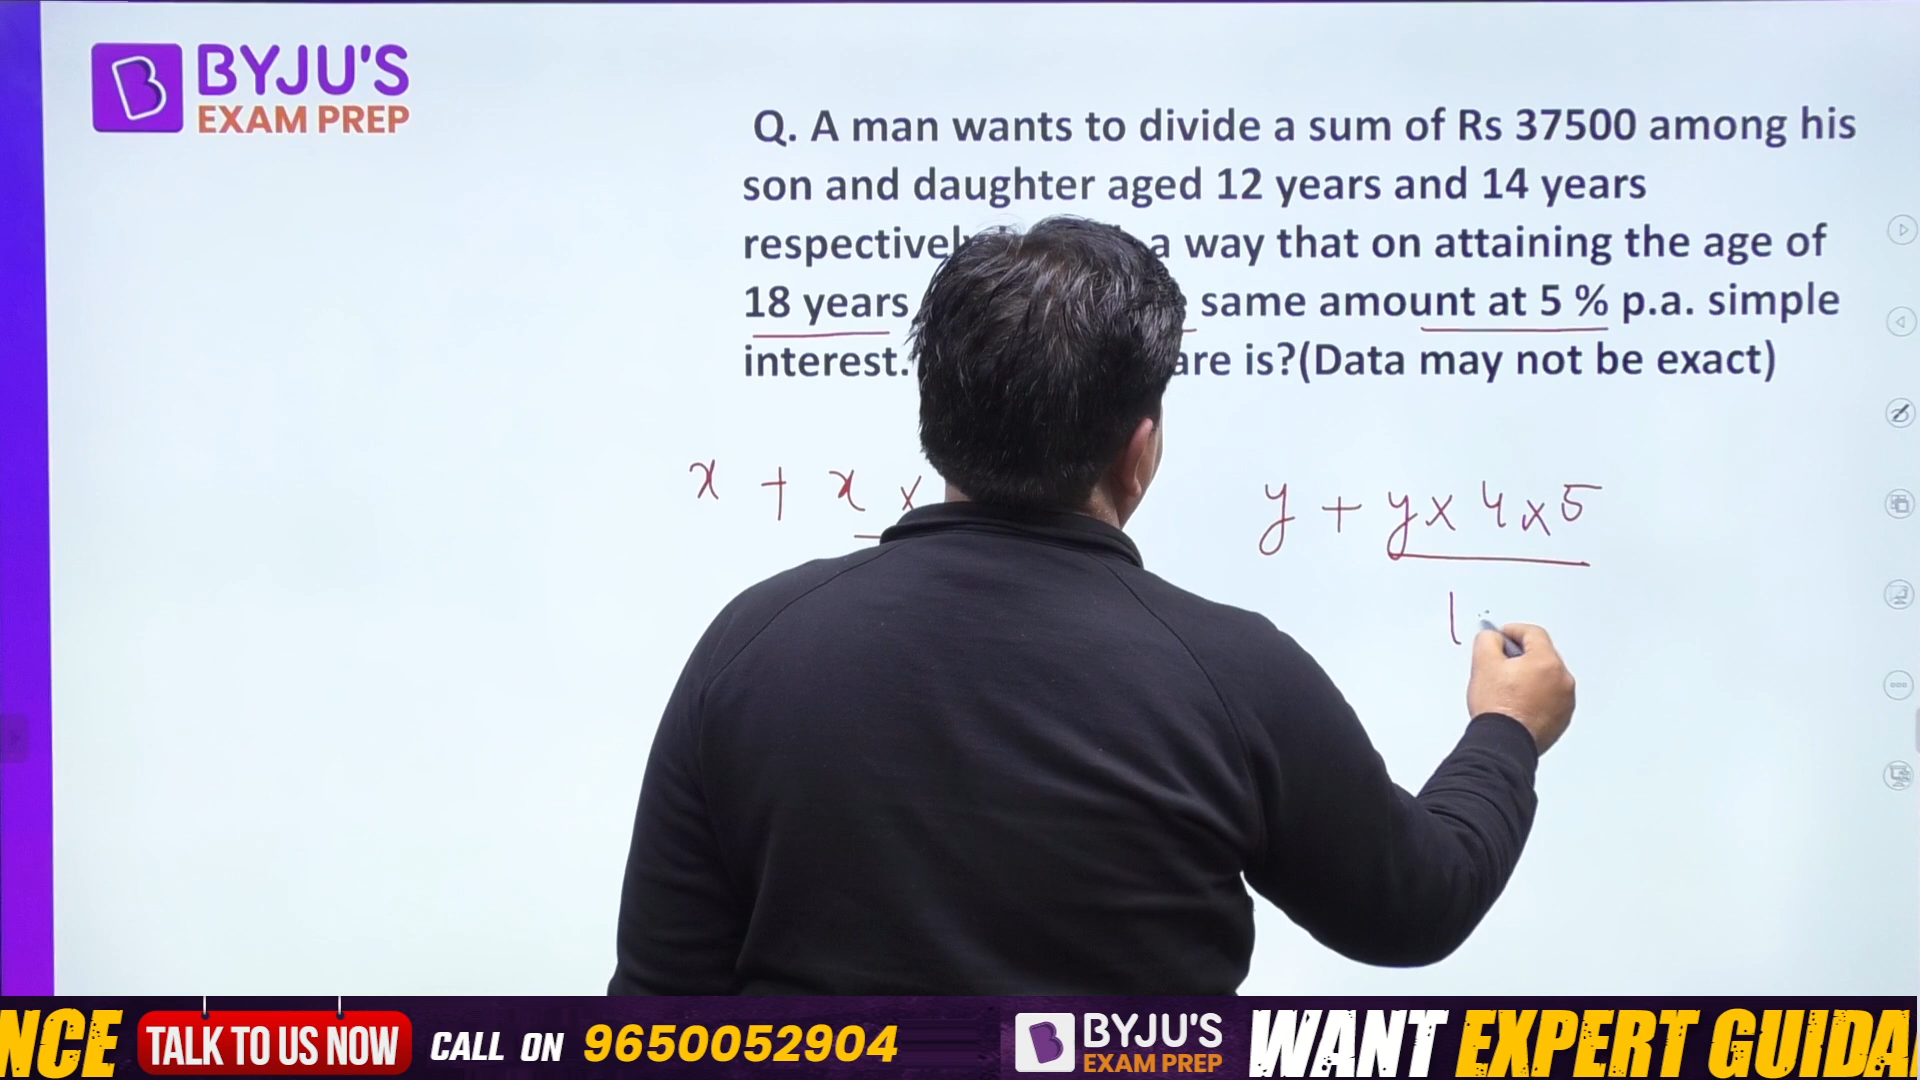 BYJU'S
EXAM PREP
Q. A man wants to divide a sum of Rs 37500 among his
son and daughter aged 12 years and 14 years
a way that on attaining the age of
18 years same amount at 5 % p.a. simple
interest. is?(Data may not be exact)
x + x x
y + y x 4 x 5
1
NCE TALK TO US NOW CALL ON 9650052904 BYJU'S EXAM PREP WANT EXPERT GUIDA